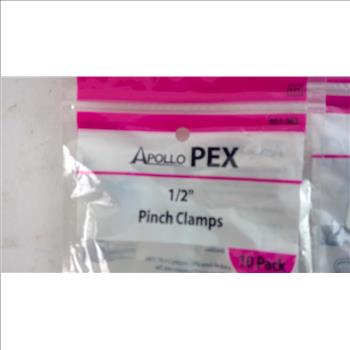 APOLLO PEX
1/2"
Pinch Clamps
10 Pack